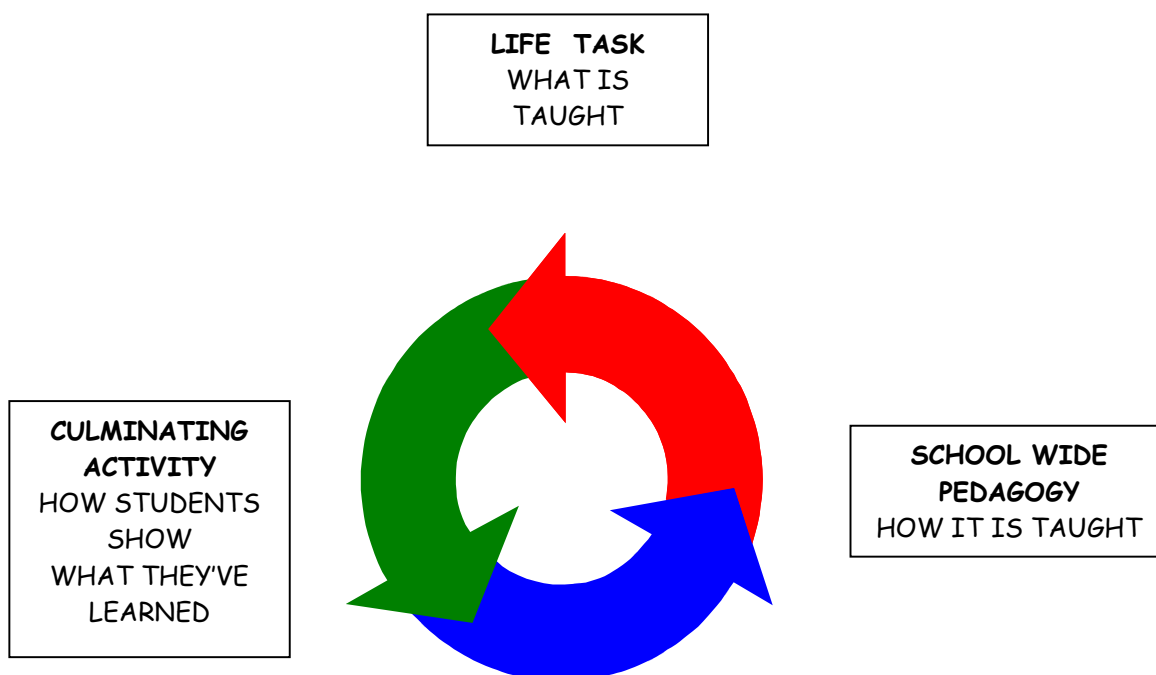 LIFE TASK
WHAT IS
TAUGHT
CULMINATING
ACTIVITY
HOW STUDENTS
SHOW
WHAT THEY'VE
LEARNED
SCHOOL WIDE
PEDAGOGY
HOW IT IS TAUGHT